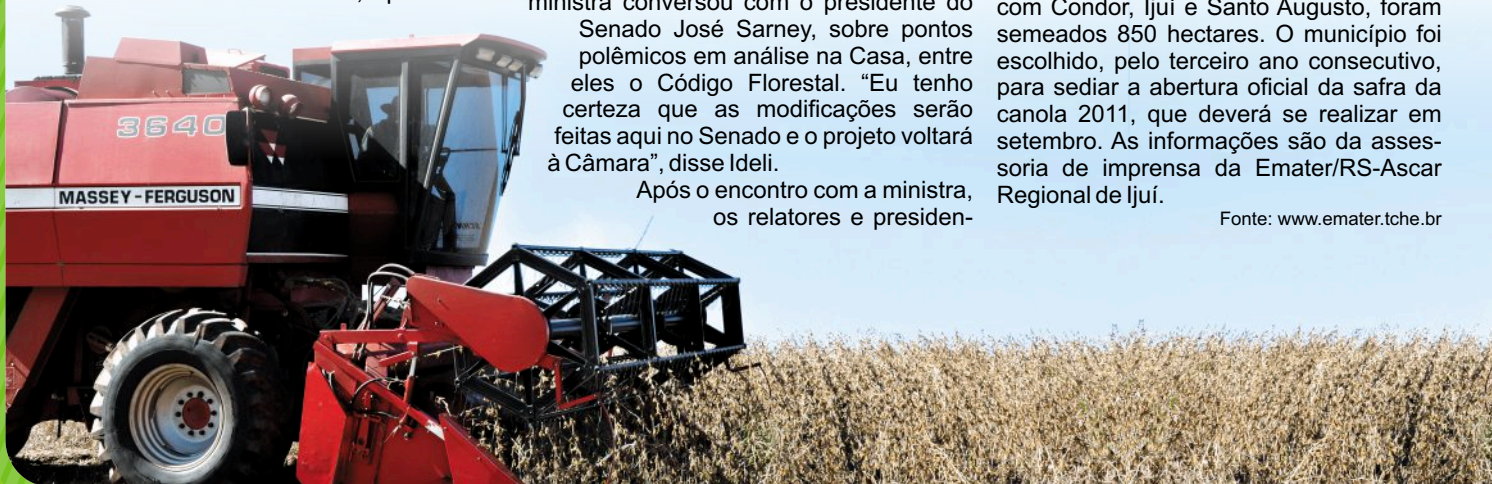 ministra conversou com o presidente do
Senado José Sarney, sobre pontos
polêmicos em análise na Casa, entre
eles o Código Florestal. “Eu tenho
certeza que as modificações serão
feitas aqui no Senado e o projeto voltará
à Câmara”, disse Ideli.
Após o encontro com a ministra,
os relatores e presiden-
com Condor, Ijuí e Santo Augusto, foram
semeados 850 hectares. O município foi
escolhido, pelo terceiro ano consecutivo,
para sediar a abertura oficial da safra da
canola 2011, que deverá se realizar em
setembro. As informações são da asses-
soria de imprensa da Emater/RS-Ascar
Regional de Ijuí.
Fonte: www.emater.tche.br
3640
MASSEY-FERGUSON